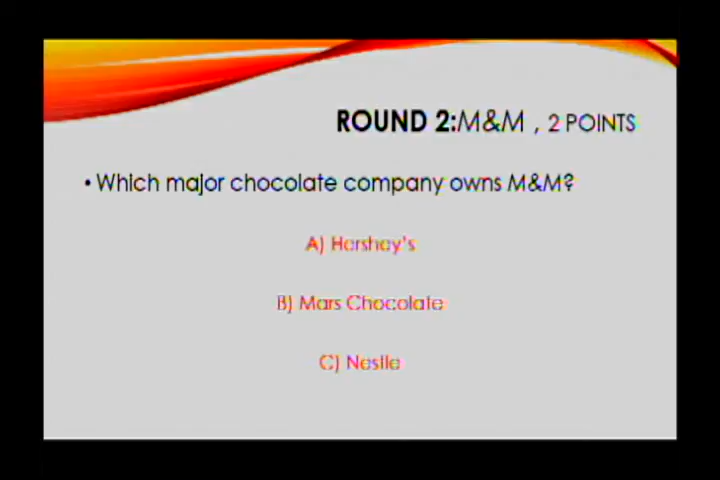 ROUND 2:M&M , 2 POINTS
• Which major chocolate company owns M&M?
A) Hershey's
B) Mars Chocolate
C) Nestle